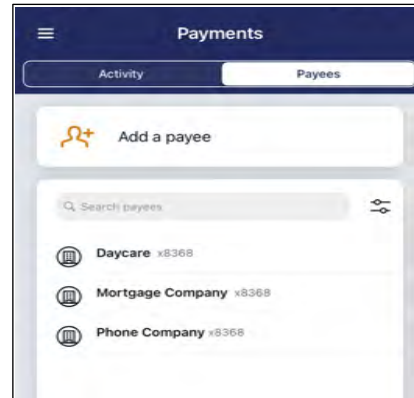 Payments
Activity Payees
Add a payee
Search payees
Daycare x8368
Mortgage Company x8368
Phone Company x8368